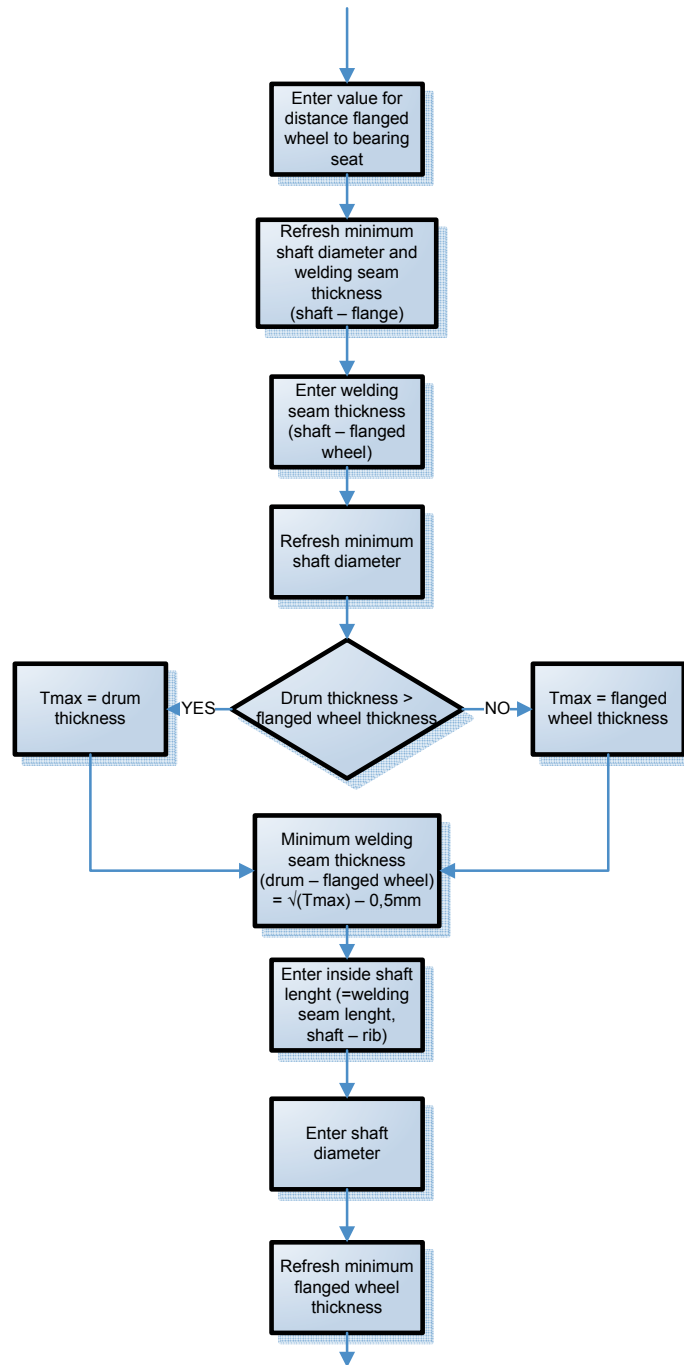 Enter value for
distance flanged
wheel to bearing
seat
Refresh minimum
shaft diameter and
welding seam
thickness
(shaft – flange)
Enter welding
seam thickness
(shaft – flanged
wheel)
Refresh minimum
shaft diameter
Tmax = drum
thickness
YES
Drum thickness >
flanged wheel thickness
NO
Tmax = flanged
wheel thickness
Minimum welding
seam thickness
(drum – flanged wheel)
= √(Tmax) – 0,5mm
Enter inside shaft
lenght (=welding
seam lenght,
shaft – rib)
Enter shaft
diameter
Refresh minimum
flanged wheel
thickness